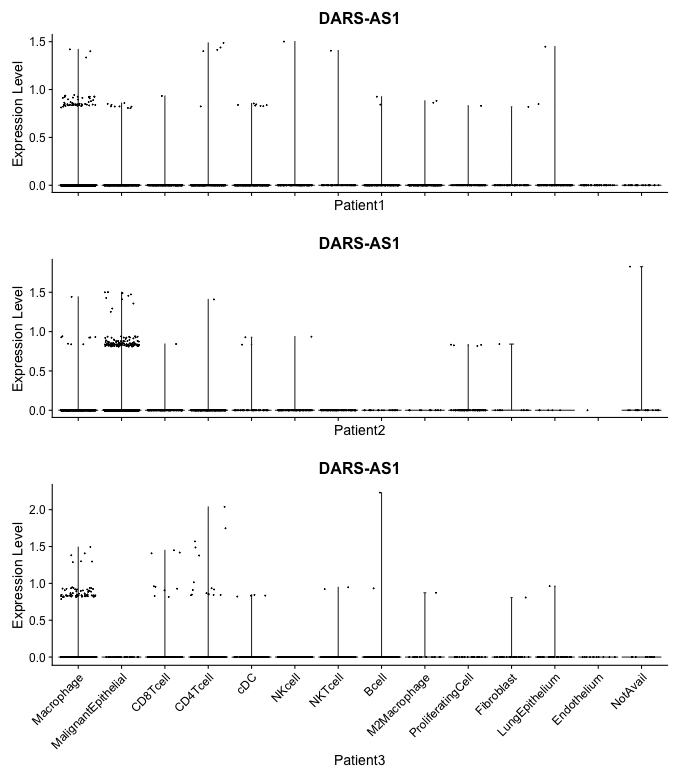 DARS-AS1
Expression Level
1.5
1.0
0.5
0.0
Patient1
DARS-AS1
Expression Level
1.5
1.0
0.5
0.0
Patient2
DARS-AS1
Expression Level
2.0
1.5
1.0
0.5
0.0
Macrophage
MalignantEpithelial
CD8Tcell
CD4Tcell
cDC
NKcell
NKTcell
Bcell
M2Macrophage
ProliferatingCell
Fibroblast
LungEpithelium
Endothelium
NotAvail
Patient3